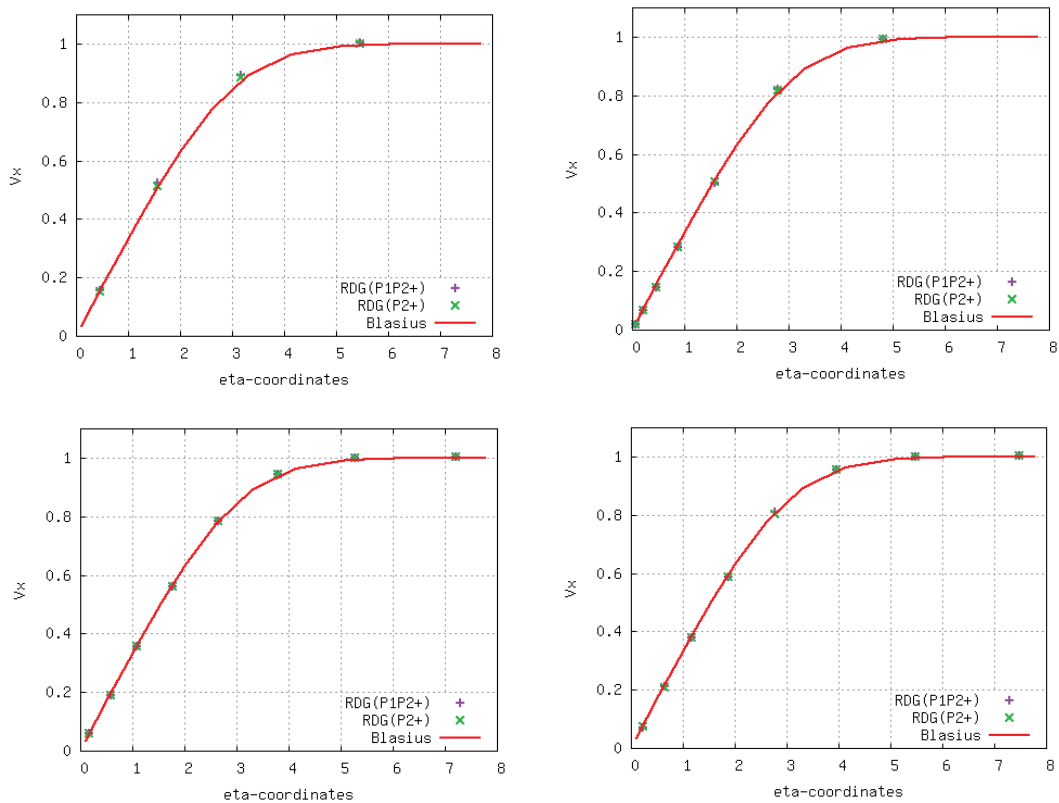 1
0.8
0.6
0.4
0.2
0
Vx
RDG(P1P2+)
RDG(P2+)
Blasius
0 1 2 3 4 5 6 7 8
eta-coordinates
1
0.8
0.6
0.4
0.2
0
Vx
RDG(P1P2+)
RDG(P2+)
Blasius
0 1 2 3 4 5 6 7 8
eta-coordinates
1
0.8
0.6
0.4
0.2
0
Vx
RDG(P1P2+)
RDG(P2+)
Blasius
0 1 2 3 4 5 6 7 8
eta-coordinates
1
0.8
0.6
0.4
0.2
0
Vx
RDG(P1P2+)
RDG(P2+)
Blasius
0 1 2 3 4 5 6 7 8
eta-coordinates